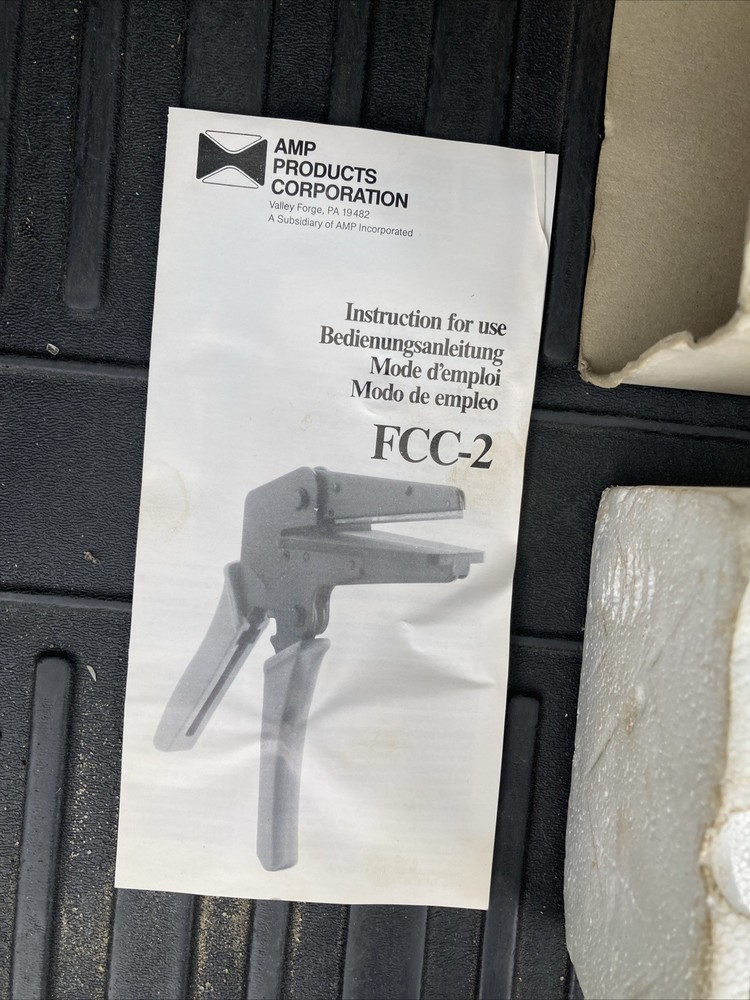 AMP
PRODUCTS
CORPORATION
Valley Forge, PA 19482
A Subsidiary of AMP Incorporated
Instruction for use
Bedienungsanleitung
Mode d'emploi
Modo de empleo
FCC-2